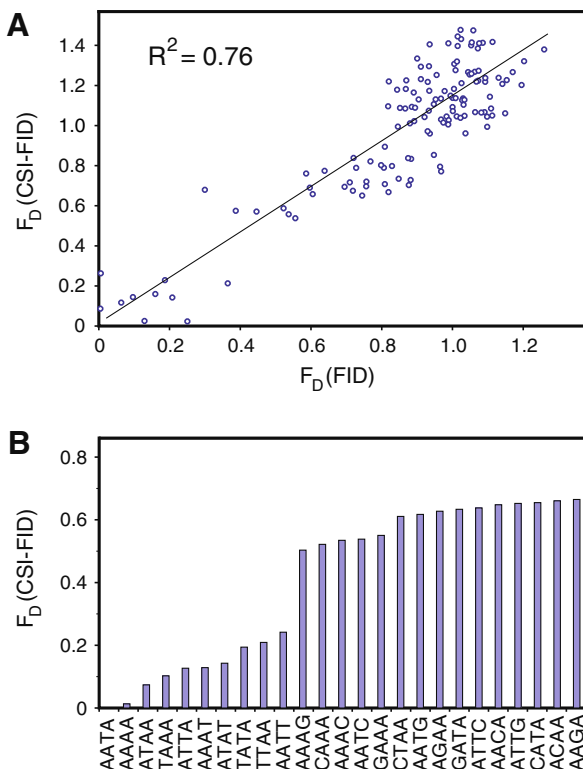 A
R² = 0.76
1.4
1.2
1.0
0.8
0.6
0.4
0.2
0
F_D (CSI-FID)
0 0.2 0.4 0.6 0.8 1.0 1.2
F_D (FID)
B
0.8
0.6
0.4
0.2
0
F_D (CSI-FID)
AATA
AAAA
ATAA
TAAA
ATTA
AAAT
ATAT
TATA
TTAA
AATT
AAAG
CAAA
AAAC
AATC
GAAA
CTAA
AATG
AGAA
GATA
ATTC
AACA
ATTG
CATA
ACAA
AAGA